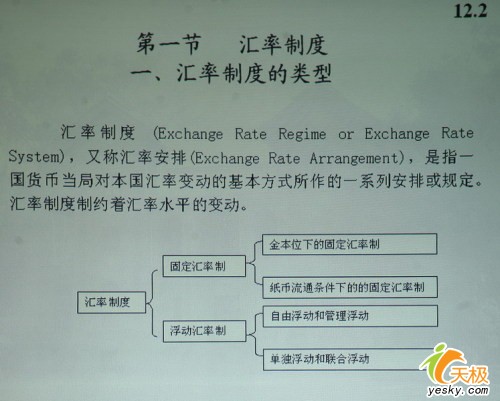 12.2
第一节 汇率制度
一、汇率制度的类型
汇率制度 (Exchange Rate Regime or Exchange Rate
System)，又称汇率安排(Exchange Rate Arrangement)，是指一
国货币当局对本国汇率变动的基本方式所作的一系列安排或规定。
汇率制度制约着汇率水平的变动。
汇率制度
固定汇率制
金本位下的固定汇率制
纸币流通条件下的的固定汇率制
浮动汇率制
自由浮动和管理浮动
单独浮动和联合浮动
天极
yesky.com